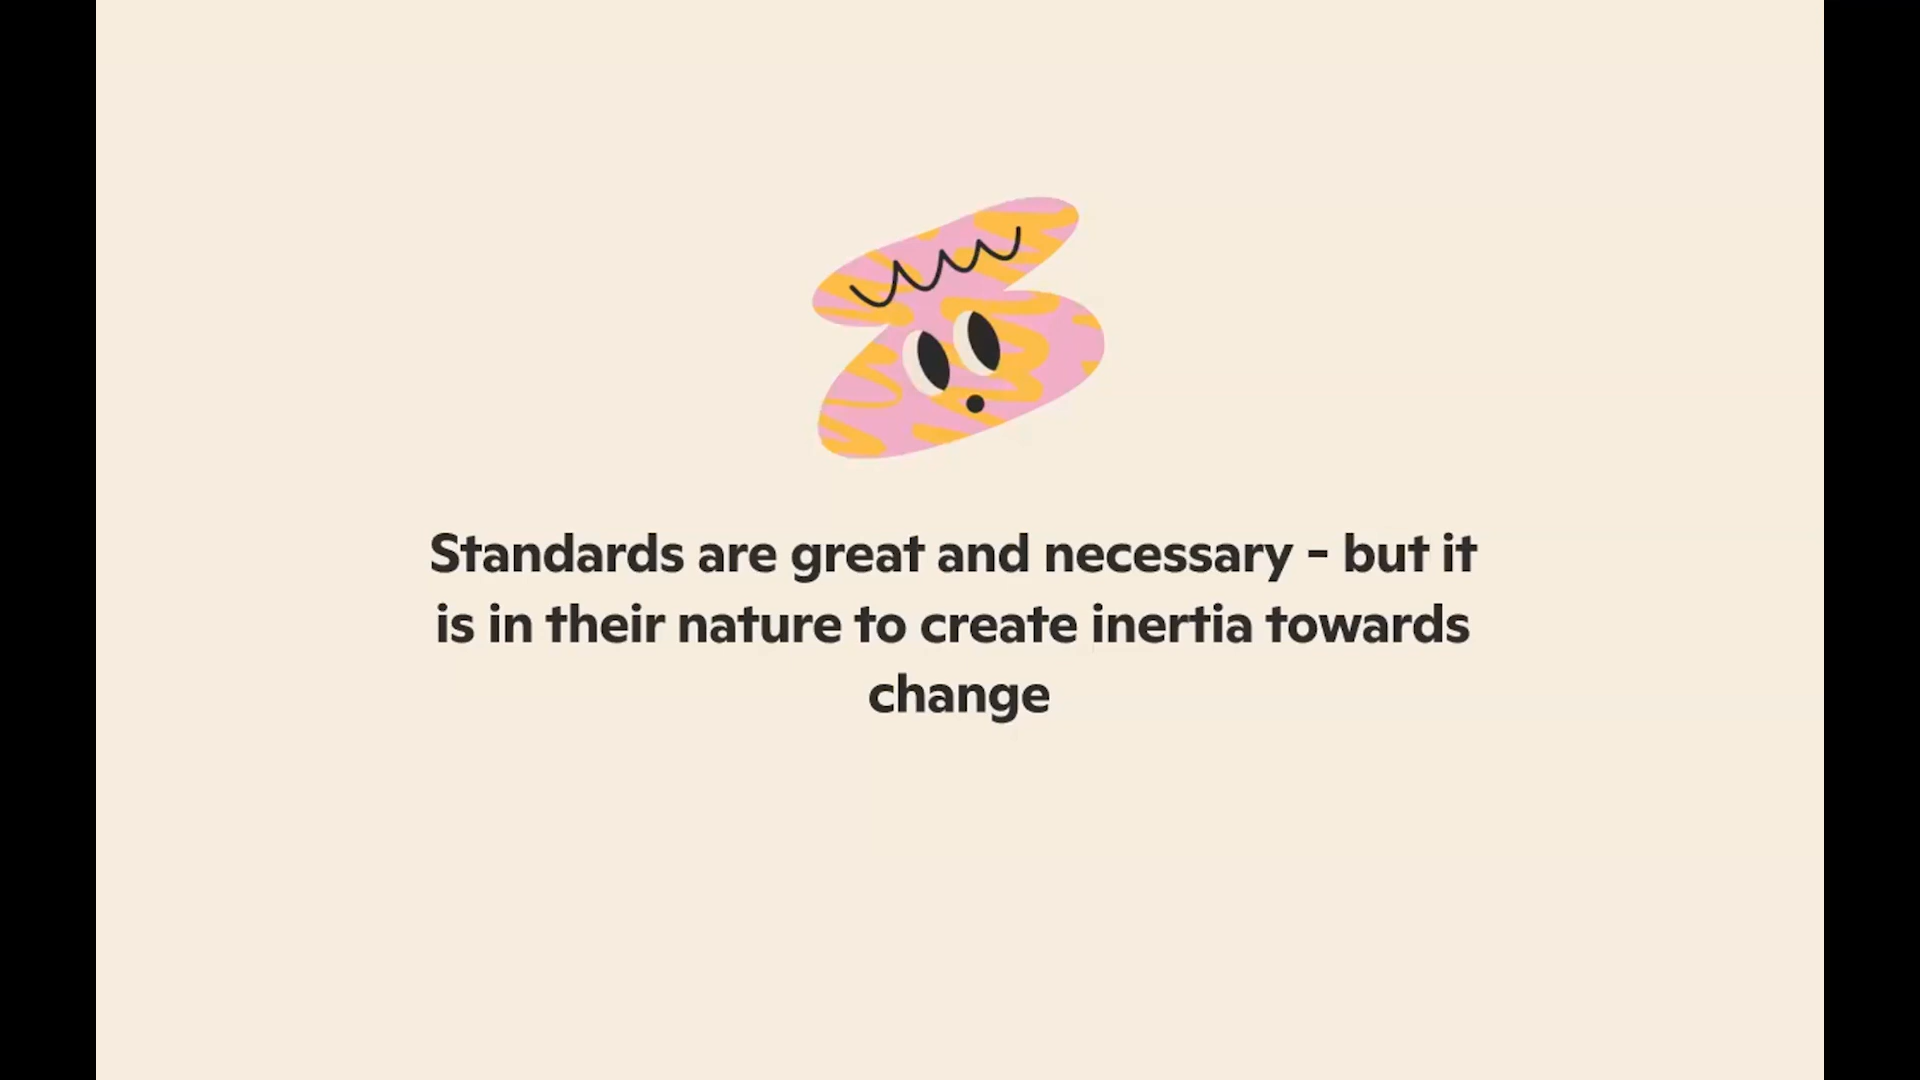 Standards are great and necessary - but it
is in their nature to create inertia towards
change